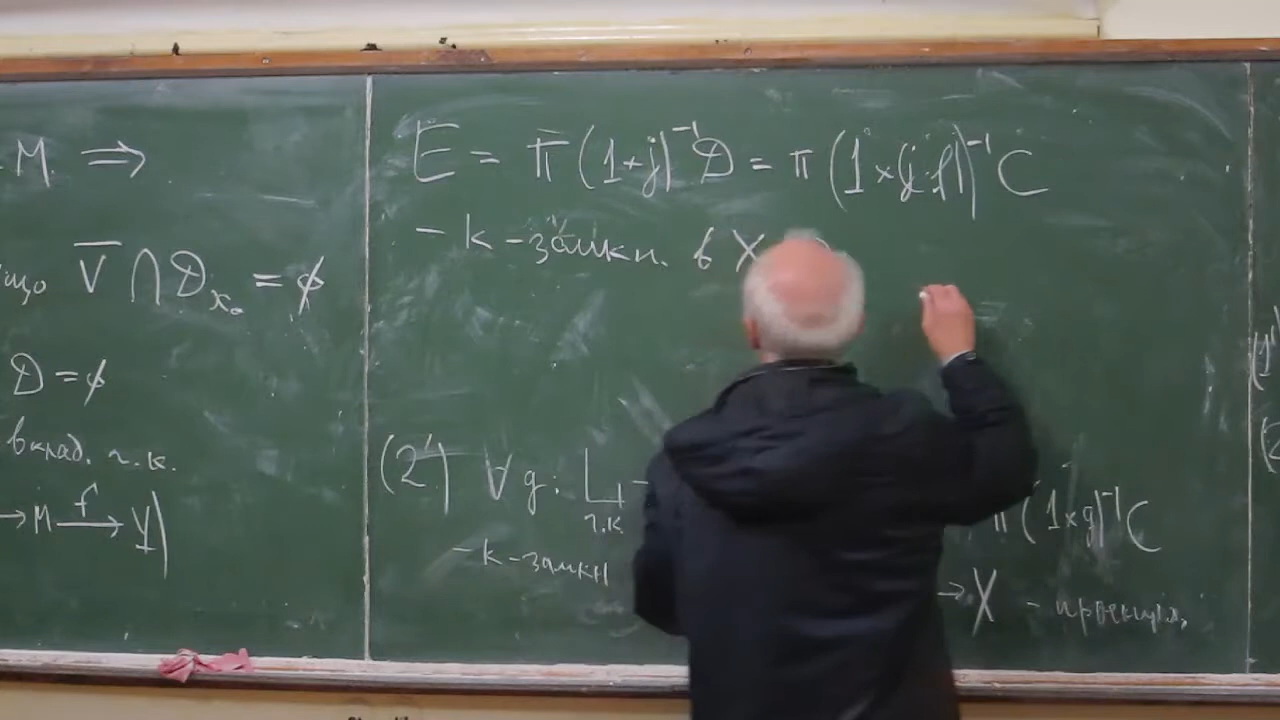 M ⟹
що V̅ ∩ D_{x₀} = ∅
D = ∅
вклад. г.к.
→ M —f→ Y)
E = π (1×j)⁻¹ D = π (1×(j·f))⁻¹ C
– k-замкн. в X
(2') ∀ g: L
г.к
π (1×g)⁻¹ C
– k-замкн
→ X – проекція.